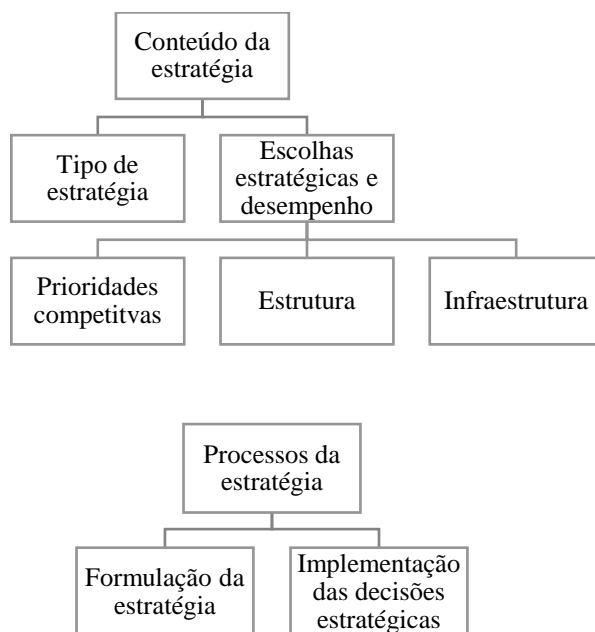 Conteúdo da
estratégia
Tipo de
estratégia
Escolhas
estratégicas e
desempenho
Prioridades
competitvas
Estrutura
Infraestrutura
Processos da
estratégia
Formulação da
estratégia
Implementação
das decisões
estratégicas